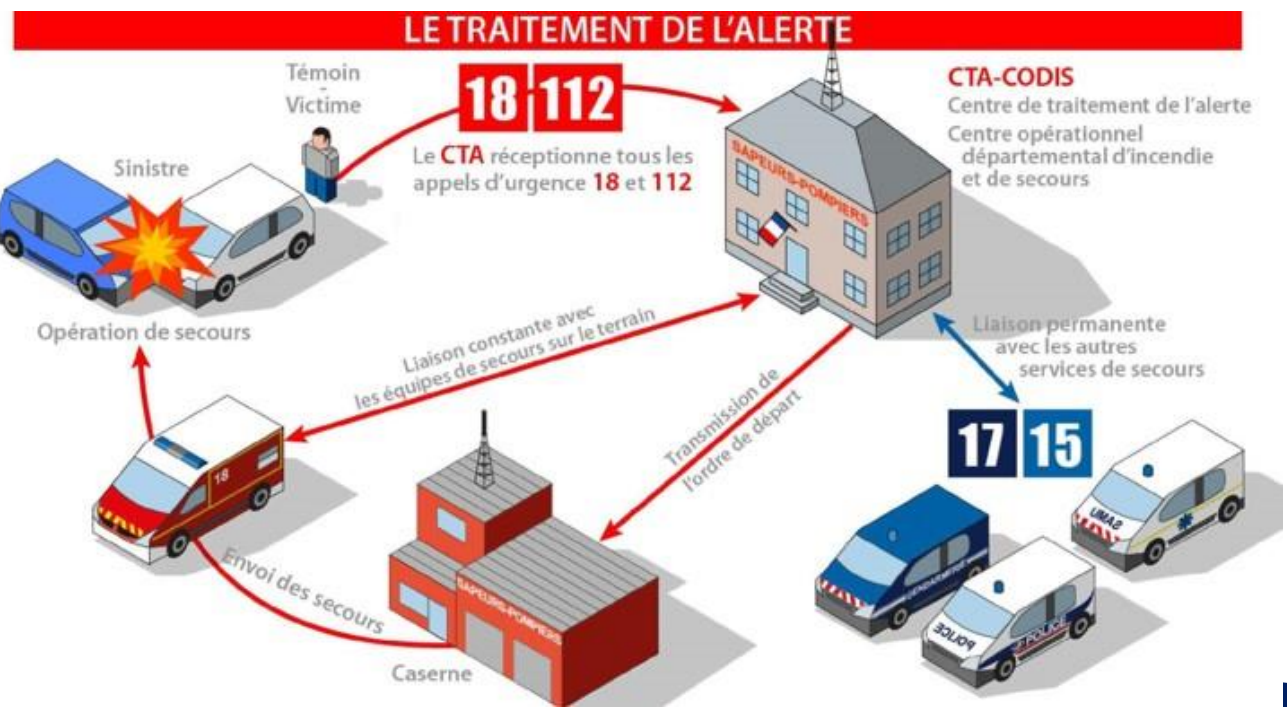 LE TRAITEMENT DE L'ALERTE
Témoin
-
Victime
18 112
Le CTA réceptionne tous les
appels d'urgence 18 et 112
CTA-CODIS
Centre de traitement de l'alerte
Centre opérationnel
départemental d'incendie
et de secours
Sinistre
SAPEURS-POMPIERS
Opération de secours
Liaison constante avec
les équipes de secours sur le terrain
Liaison permanente
avec les autres
services de secours
Transmission de
l'ordre de départ
17 15
18
Envoi des secours
SAPEURS-POMPIERS
Caserne
SAMU
GENDARMERIE
POLICE
POLICE